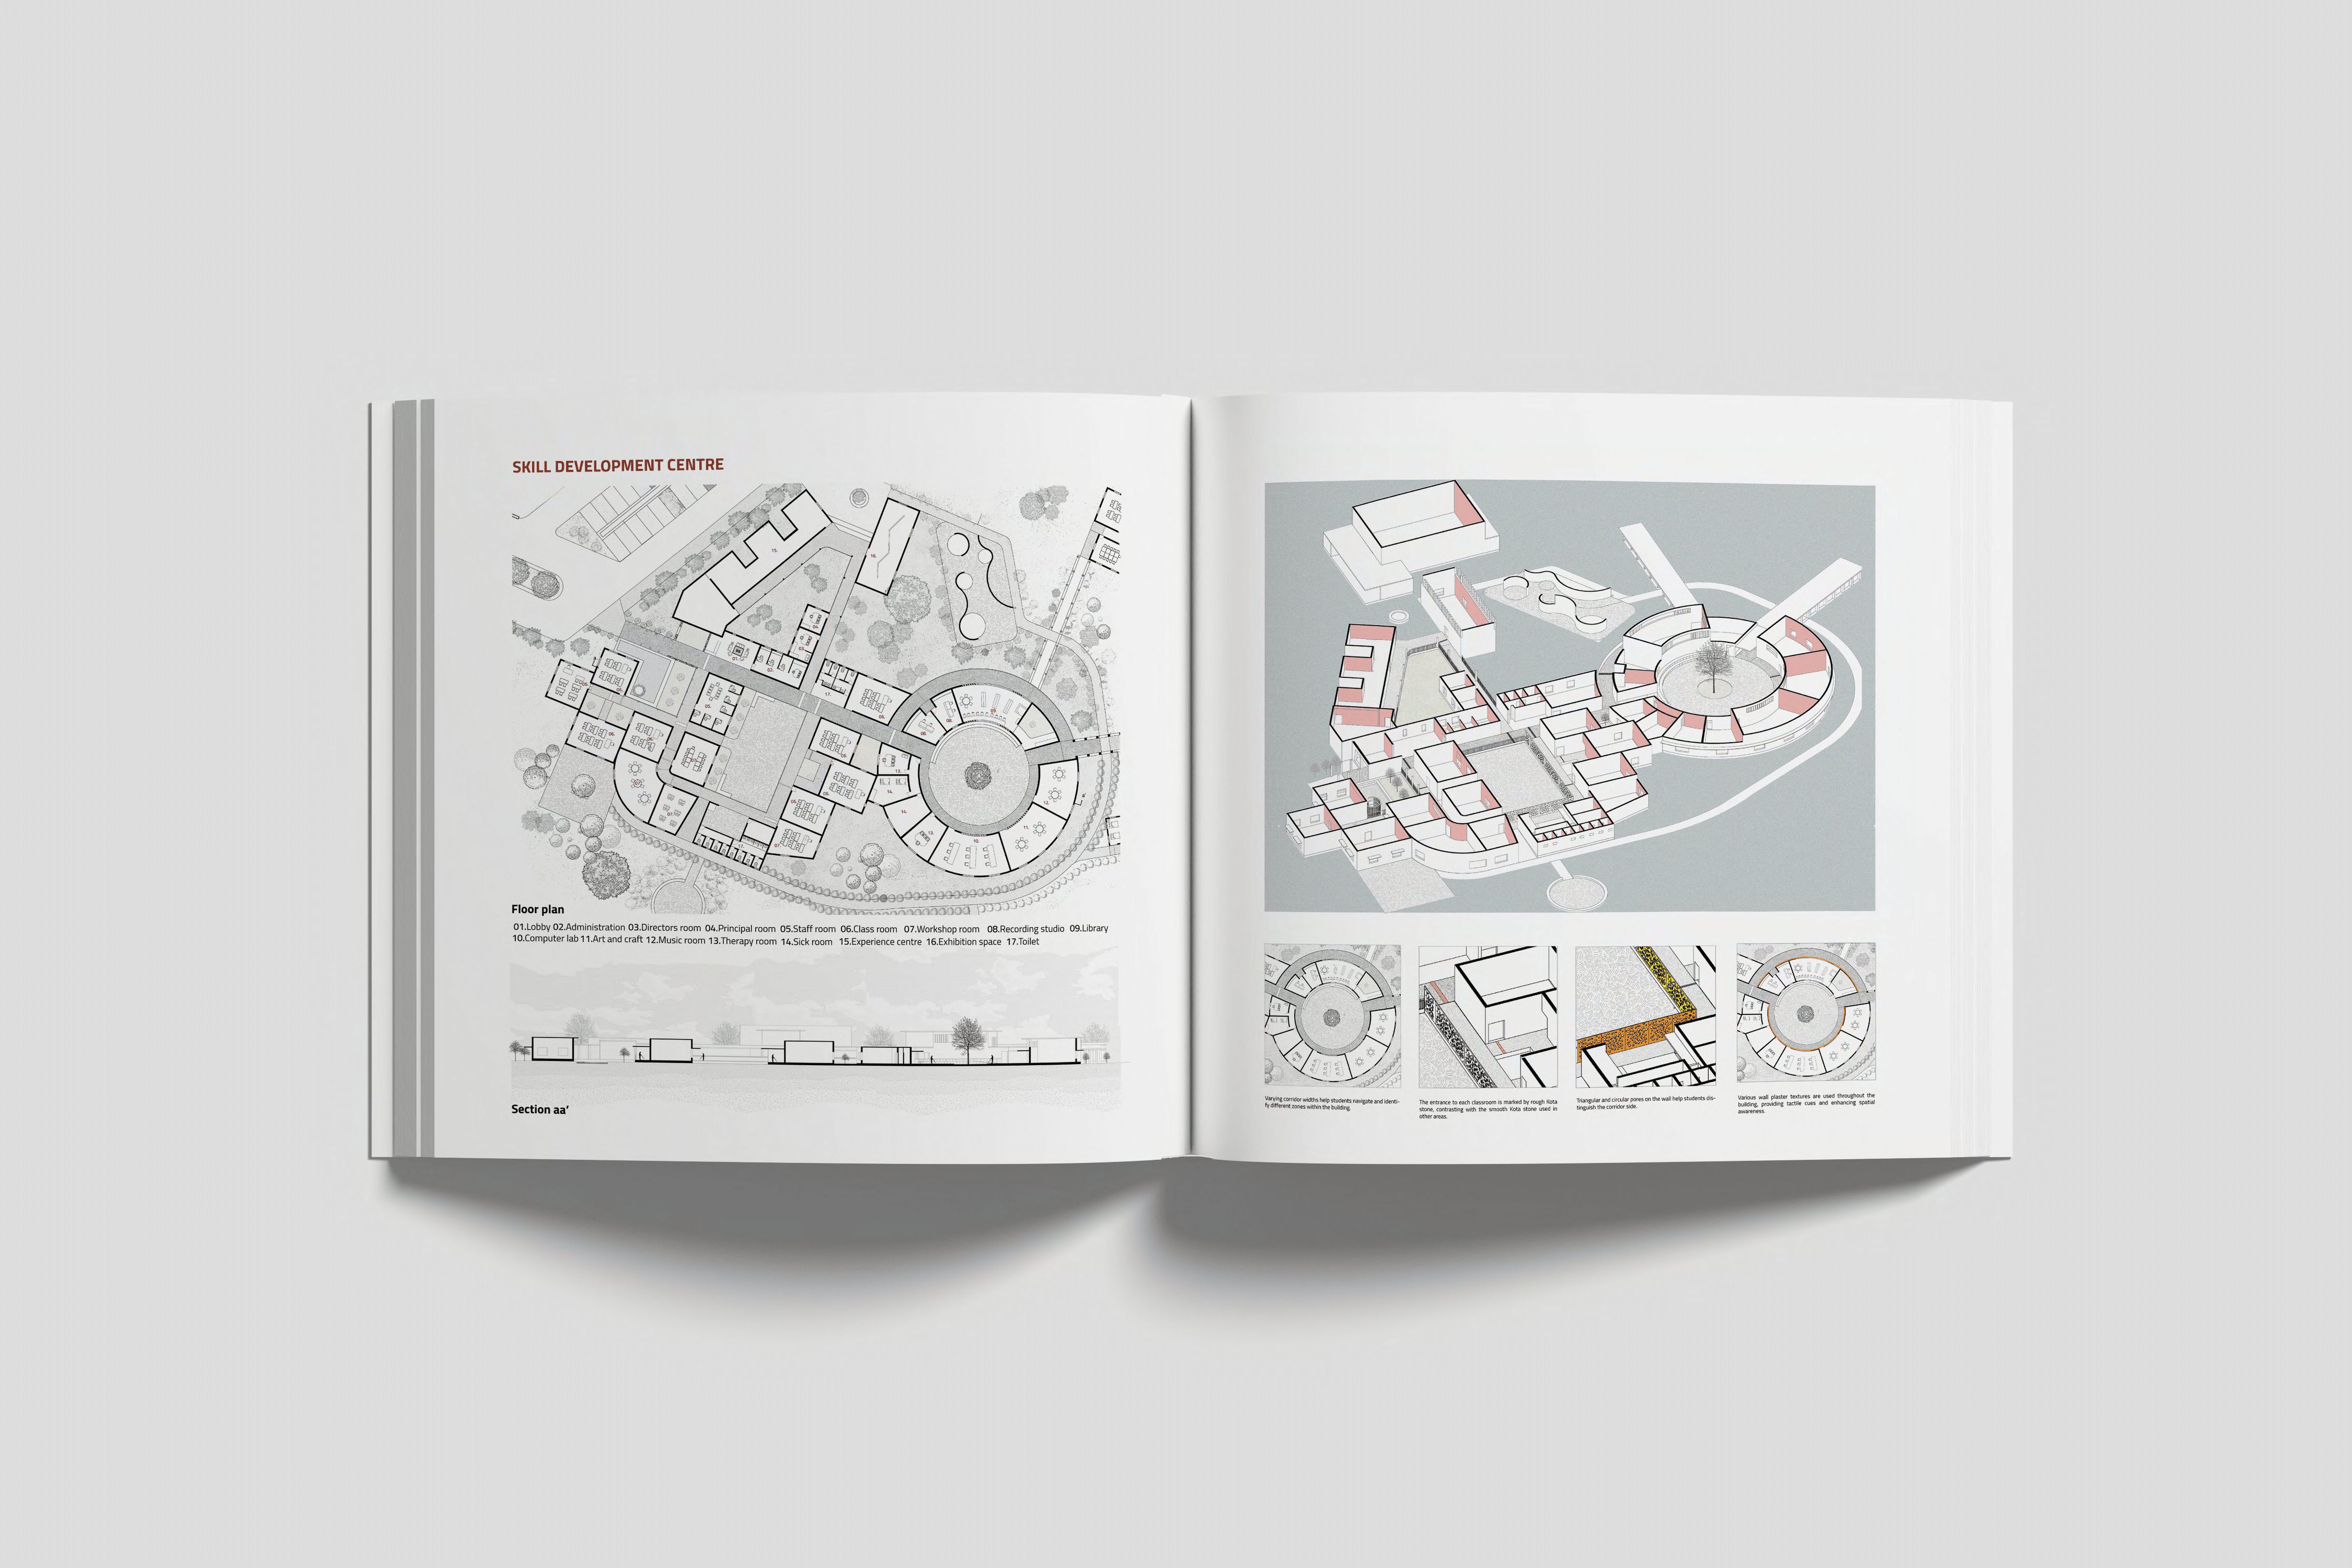 SKILL DEVELOPMENT CENTRE
Floor plan
01.Lobby 02.Administration 03.Directors room 04.Principal room 05.Staff room 06.Class room 07.Workshop room 08.Recording studio 09.Library
10.Computer lab 11.Art and craft 12.Music room 13.Therapy room 14.Sick room 15.Experience centre 16.Exhibition space 17.Toilet
Section aa'
Varying corridor widths help students navigate and identi-
fy different zones within the building.
The entrance to each classroom is marked by rough Kota
stone, contrasting with the smooth Kota stone used in
other areas.
Triangular and circular pores on the wall help students dis-
tinguish the corridor side.
Various wall plaster textures are used throughout the
building, providing tactile cues and enhancing spatial
awareness.